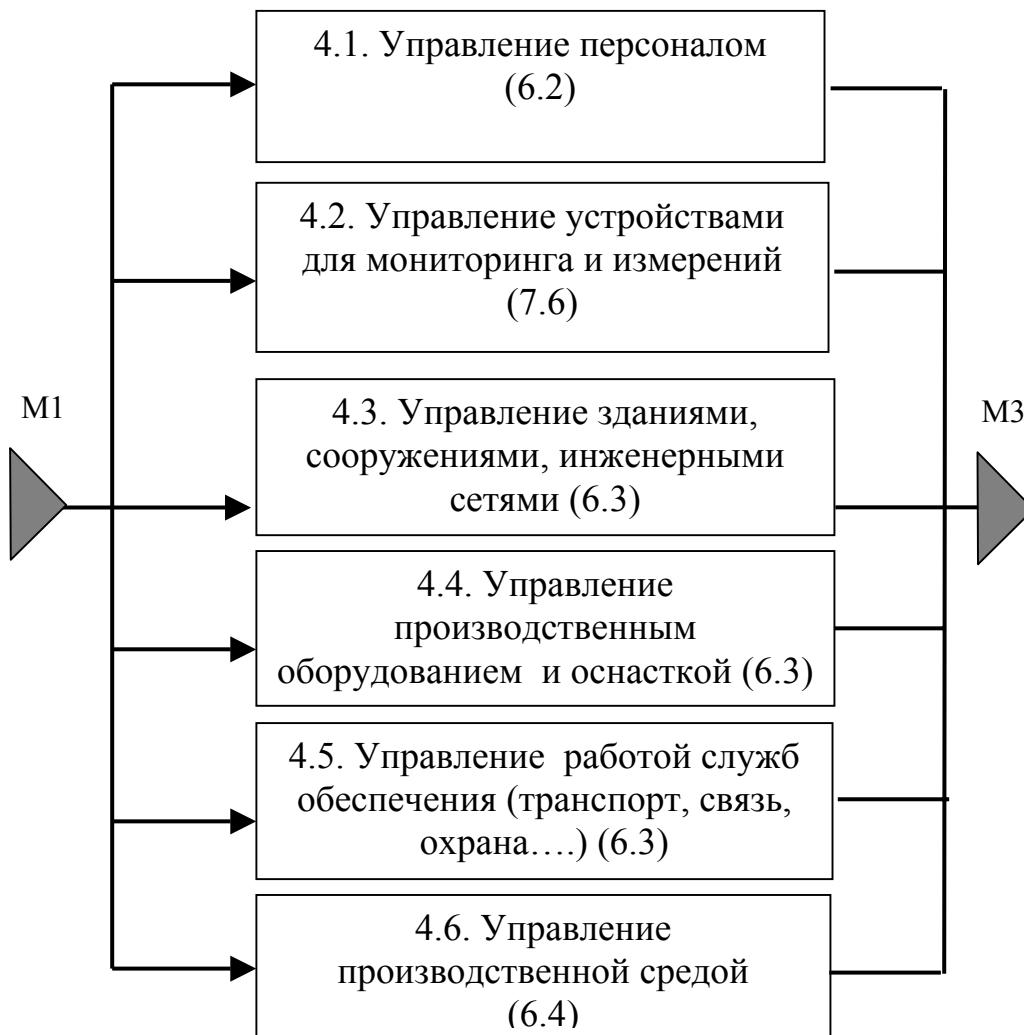 4.1. Управление персоналом
(6.2)
4.2. Управление устройствами
для мониторинга и измерений
(7.6)
М1
4.3. Управление зданиями,
сооружениями, инженерными
сетями (6.3)
М3
4.4. Управление
производственным
оборудованием и оснасткой (6.3)
4.5. Управление работой служб
обеспечения (транспорт, связь,
охрана….) (6.3)
4.6. Управление
производственной средой
(6.4)